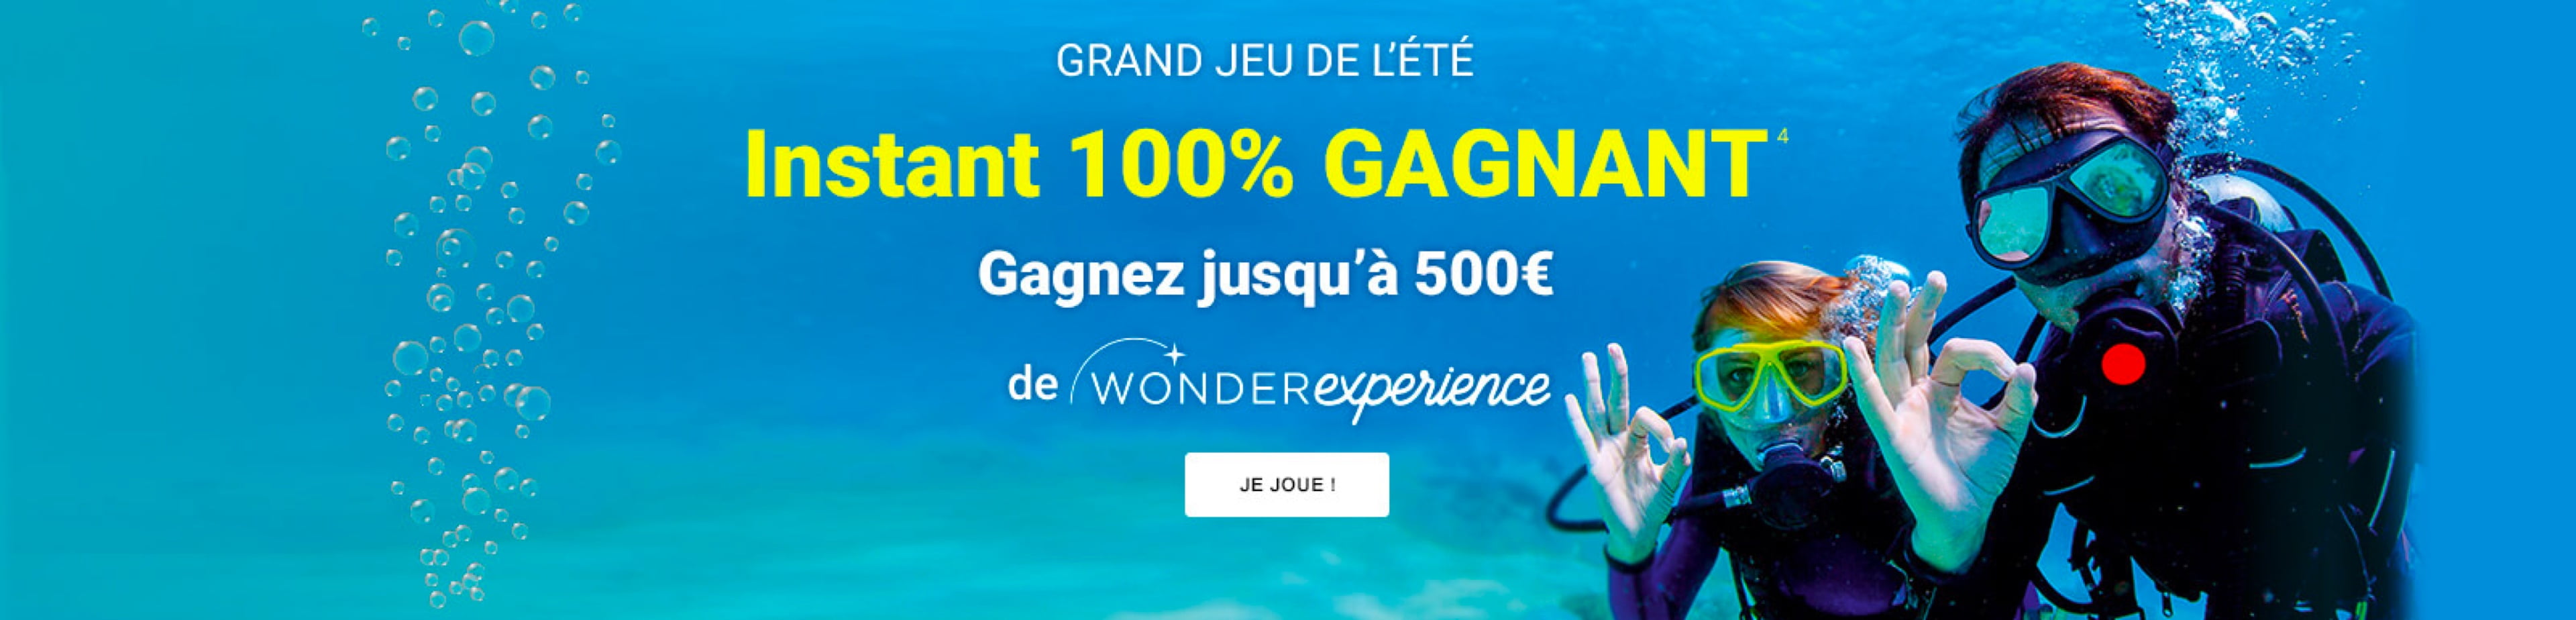 GRAND JEU DE L'ÉTÉ
Instant 100% GAGNANT 4
Gagnez jusqu'à 500€
de WONDERexperience
JE JOUE !